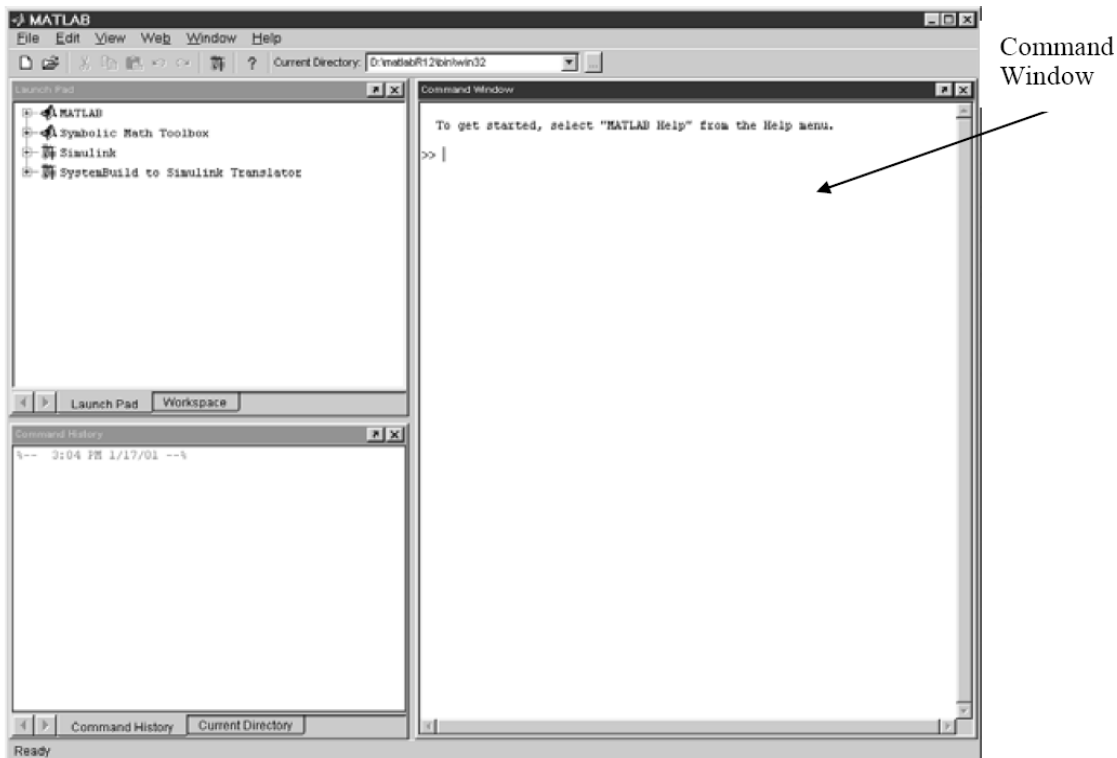 MATLAB
File Edit View Web Window Help
? Current Directory: D:\matlabR12\bin\win32 ...
Launch Pad
MATLAB
Symbolic Math Toolbox
Simulink
SystemBuild to Simulink Translator
Launch Pad Workspace
Command History
%-- 3:04 PM 1/17/01 --%
Command History Current Directory
Ready
Command Window
To get started, select "MATLAB Help" from the Help menu.
>>
Command
Window